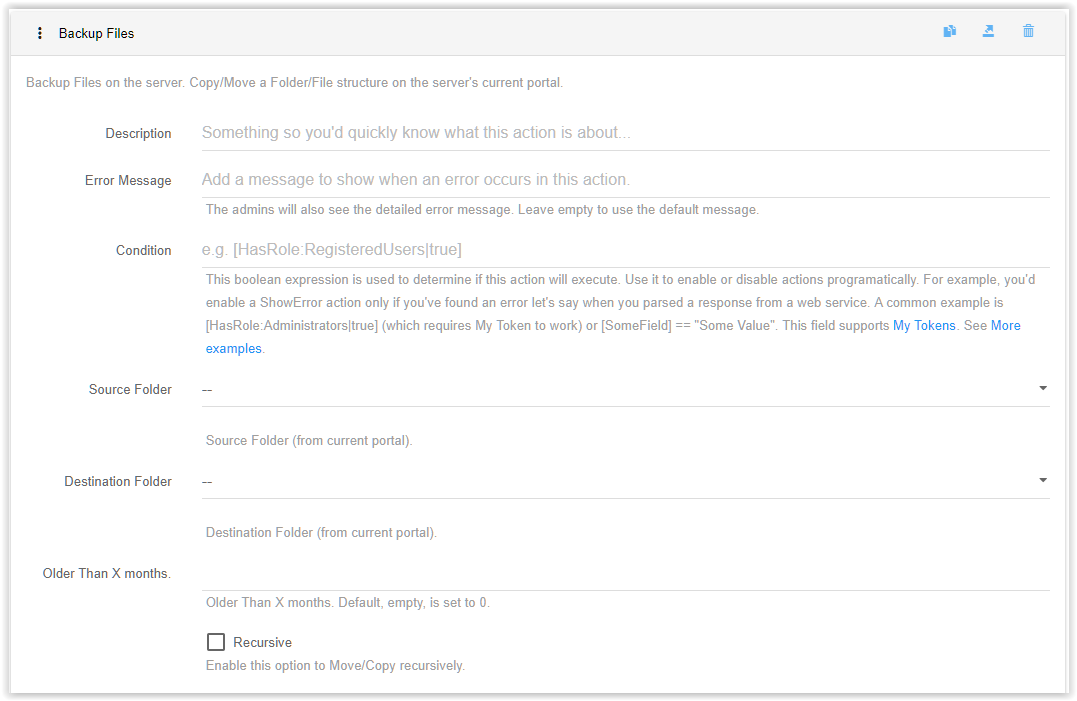 Backup Files
Backup Files on the server. Copy/Move a Folder/File structure on the server's current portal.
Description
Something so you'd quickly know what this action is about...
Error Message
Add a message to show when an error occurs in this action.
The admins will also see the detailed error message. Leave empty to use the default message.
Condition
e.g. [HasRole:RegisteredUsers|true]
This boolean expression is used to determine if this action will execute. Use it to enable or disable actions programatically. For example, you'd
enable a ShowError action only if you've found an error let's say when you parsed a response from a web service. A common example is
[HasRole:Administrators|true] (which requires My Token to work) or [SomeField] == "Some Value". This field supports My Tokens. See More
examples.
Source Folder
--
Source Folder (from current portal).
Destination Folder
--
Destination Folder (from current portal).
Older Than X months.
Older Than X months. Default, empty, is set to 0.
Recursive
Enable this option to Move/Copy recursively.